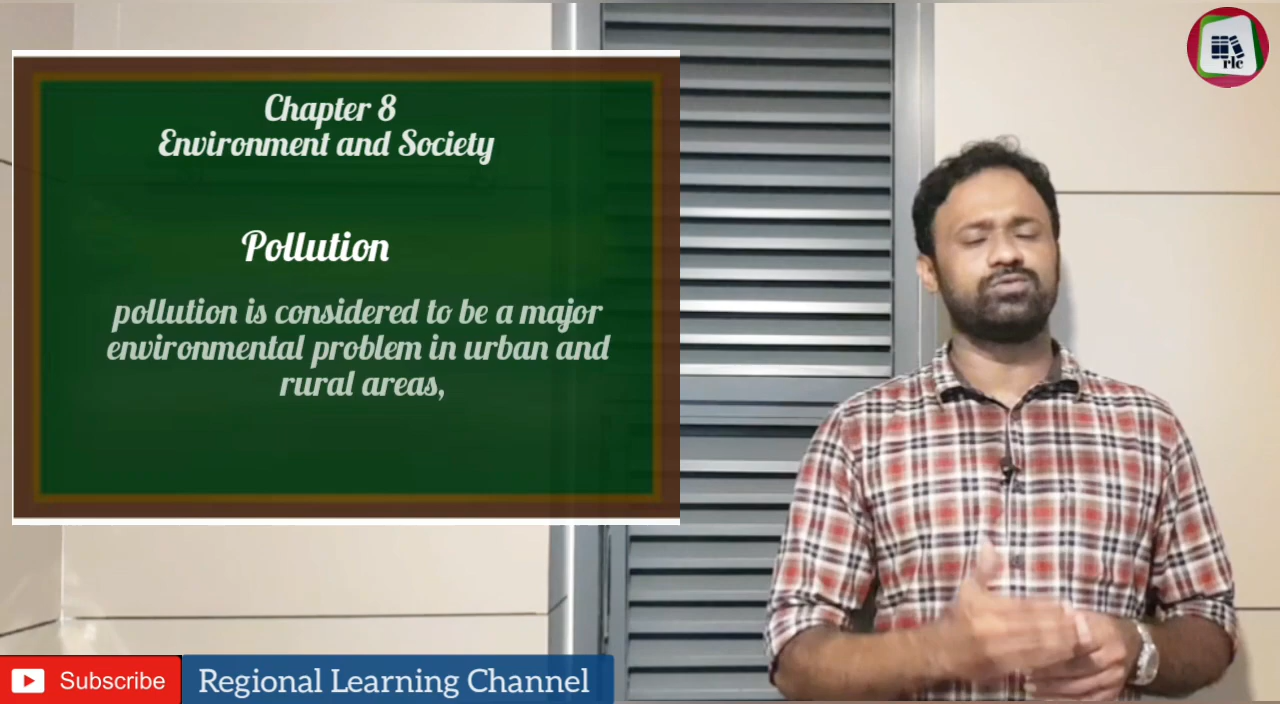 Chapter 8
Environment and Society
Pollution
pollution is considered to be a major
environmental problem in urban and
rural areas,
rlc
Subscribe
Regional Learning Channel